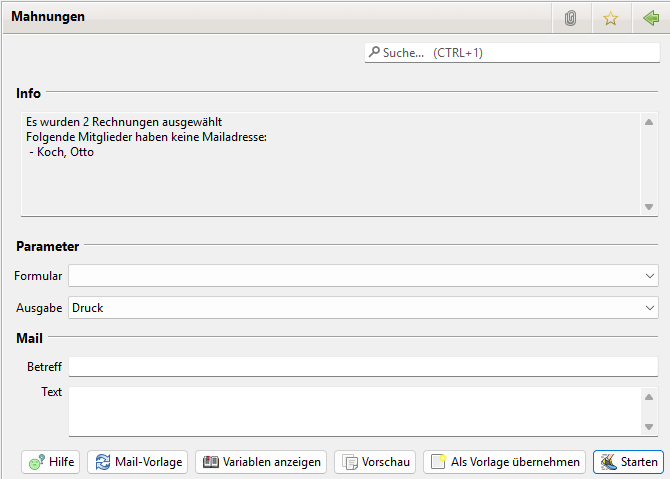 Mahnungen
Suche... (CTRL+1)
Info
Es wurden 2 Rechnungen ausgewählt
Folgende Mitglieder haben keine Mailadresse:
- Koch, Otto
Parameter
Formular
Ausgabe Druck
Mail
Betreff
Text
Hilfe Mail-Vorlage Variablen anzeigen Vorschau Als Vorlage übernehmen Starten